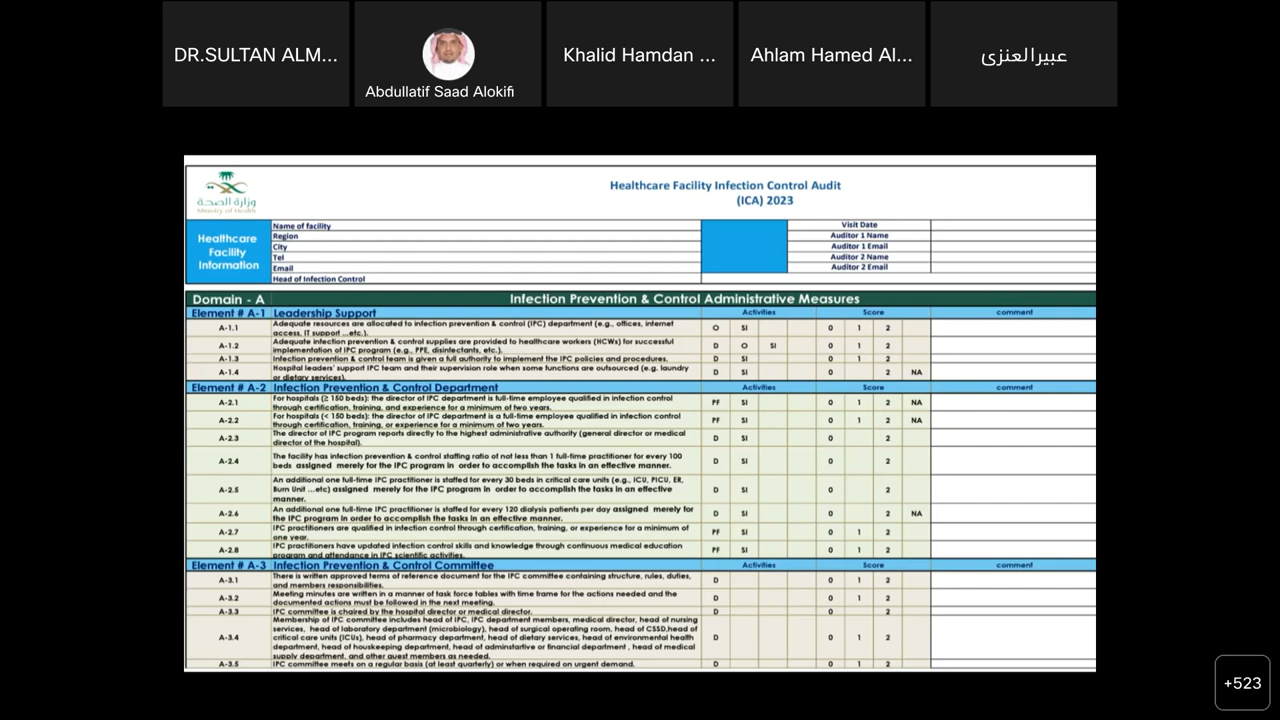 DR.SULTAN ALM...
Abdullatif Saad Alokifi
Khalid Hamdan ...
Ahlam Hamed Al...
عبيرالعنزى
وزارة الصحة
Ministry of Health
Healthcare Facility Infection Control Audit
(ICA) 2023
Healthcare
Facility
Information
Name of facility
Region
City
Tel
Email
Head of Infection Control
Visit Date
Auditor 1 Name
Auditor 1 Email
Auditor 2 Name
Auditor 2 Email
Domain - A Infection Prevention & Control Administrative Measures
Element # A-1 Leadership Support Activities Score comment
A-1.1 Adequate resources are allocated to infection prevention & control (IPC) department (e.g., offices, internet
access, IT support ...etc.). O SI 0 1 2
A-1.2 Adequate infection prevention & control supplies are provided to healthcare workers (HCWs) for successful
implementation of IPC program (e.g., PPE, disinfectants, etc.). D O SI 0 1 2
A-1.3 Infection prevention & control team is given a full authority to implement the IPC policies and procedures. D SI 0 1 2
A-1.4 Hospital leaders' support IPC team and their supervision role when some functions are outsourced (e.g. laundry
or dietary services). D SI 0 2 NA
Element # A-2 Infection Prevention & Control Department Activities Score comment
A-2.1 For hospitals (≥ 150 beds): the director of IPC department is full-time employee qualified in infection control
through certification, training, and experience for a minimum of two years. PF SI 0 1 2 NA
A-2.2 For hospitals (< 150 beds): the director of IPC department is a full-time employee qualified in infection control
through certification, training, or experience for a minimum of two years. PF SI 0 1 2 NA
A-2.3 The director of IPC program reports directly to the highest administrative authority (general director or medical
director of the hospital). D SI 0 2
A-2.4 The facility has infection prevention & control staffing ratio of not less than 1 full-time practitioner for every 100
beds assigned merely for the IPC program in order to accomplish the tasks in an effective manner. D SI 0 2
A-2.5 An additional one full-time IPC practitioner is staffed for every 30 beds in critical care units (e.g., ICU, PICU, ER,
Burn Unit ...etc) assigned merely for the IPC program in order to accomplish the tasks in an effective
manner. D SI 0 2
A-2.6 An additional one full-time IPC practitioner is staffed for every 120 dialysis patients per day assigned merely for
the IPC program in order to accomplish the tasks in an effective manner. D SI 0 2 NA
A-2.7 IPC practitioners are qualified in infection control through certification, training, or experience for a minimum of
one year. PF SI 0 1 2
A-2.8 IPC practitioners have updated infection control skills and knowledge through continuous medical education
program and attendance in IPC scientific activities. PF SI 0 1 2
Element # A-3 Infection Prevention & Control Committee Activities Score comment
A-3.1 There is written approved terms of reference document for the IPC committee containing structure, rules, duties,
and members responsibilities. D 0 1 2
A-3.2 Meeting minutes are written in a manner of task force tables with time frame for the actions needed and the
documented actions must be followed in the next meeting. D 0 1 2
A-3.3 IPC committee is chaired by the hospital director or medical director. D 0 2
A-3.4 Membership of IPC committee includes head of IPC, IPC department members, medical director, head of nursing
services, head of laboratory department (microbiology), head of surgical operating room, head of CSSD,head of
critical care units (ICUs), head of pharmacy department, head of dietary services, head of environmental health
department, head of houskeeping department, head of adminstartive or financial department , head of medical
supply department, and other guest members as needed. D 0 1 2
A-3.5 IPC committee meets on a regular basis (at least quarterly) or when required on urgent demand. D 0 1 2
+523